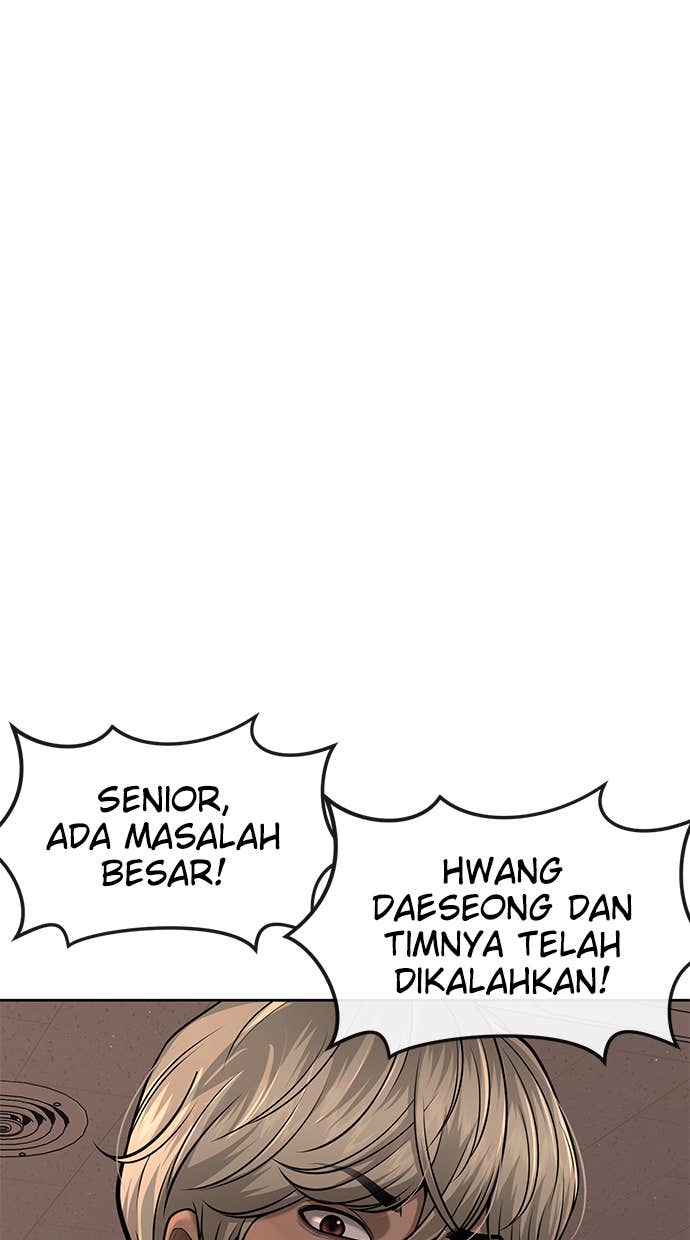 SENIOR,
ADA MASALAH
BESAR!
HWANG
DAESEONG DAN
TIMNYA TELAH
DIKALAHKAN!